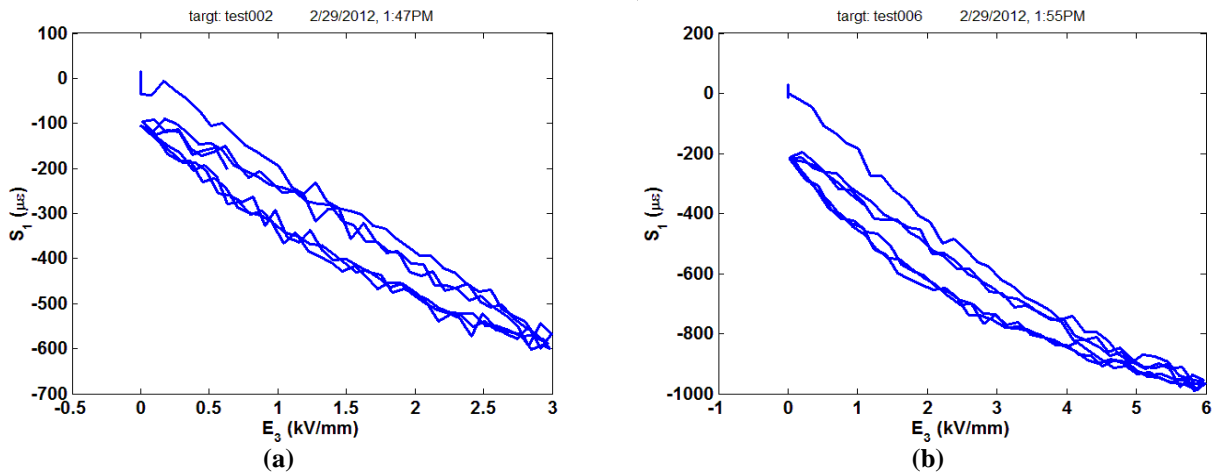 targt: test002 2/29/2012, 1:47PM
100
0
-100
-200
-300
-400
-500
-600
-700
S1 (με)
-0.5 0 0.5 1 1.5 2 2.5 3
E3 (kV/mm)
(a)
targt: test006 2/29/2012, 1:55PM
200
0
-200
-400
-600
-800
-1000
S1 (με)
-1 0 1 2 3 4 5 6
E3 (kV/mm)
(b)